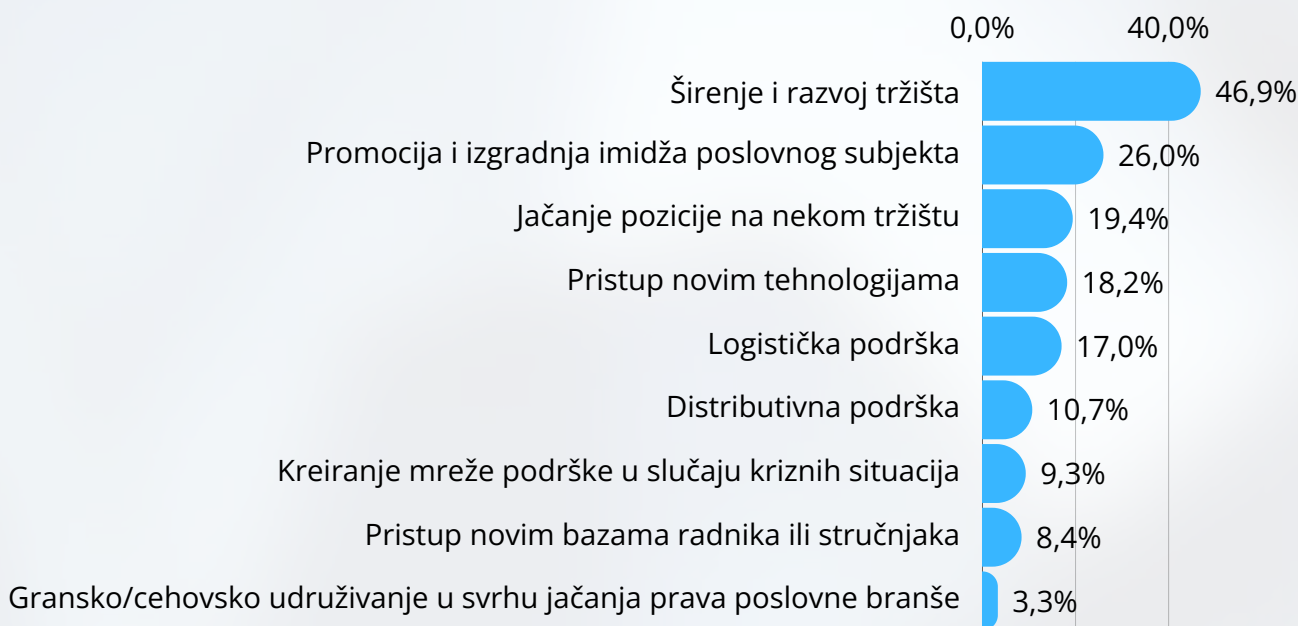 0,0% 40,0%
Širenje i razvoj tržišta 46,9%
Promocija i izgradnja imidža poslovnog subjekta 26,0%
Jačanje pozicije na nekom tržištu 19,4%
Pristup novim tehnologijama 18,2%
Logistička podrška 17,0%
Distributivna podrška 10,7%
Kreiranje mreže podrške u slučaju kriznih situacija 9,3%
Pristup novim bazama radnika ili stručnjaka 8,4%
Gransko/cehovsko udruživanje u svrhu jačanja prava poslovne branše 3,3%